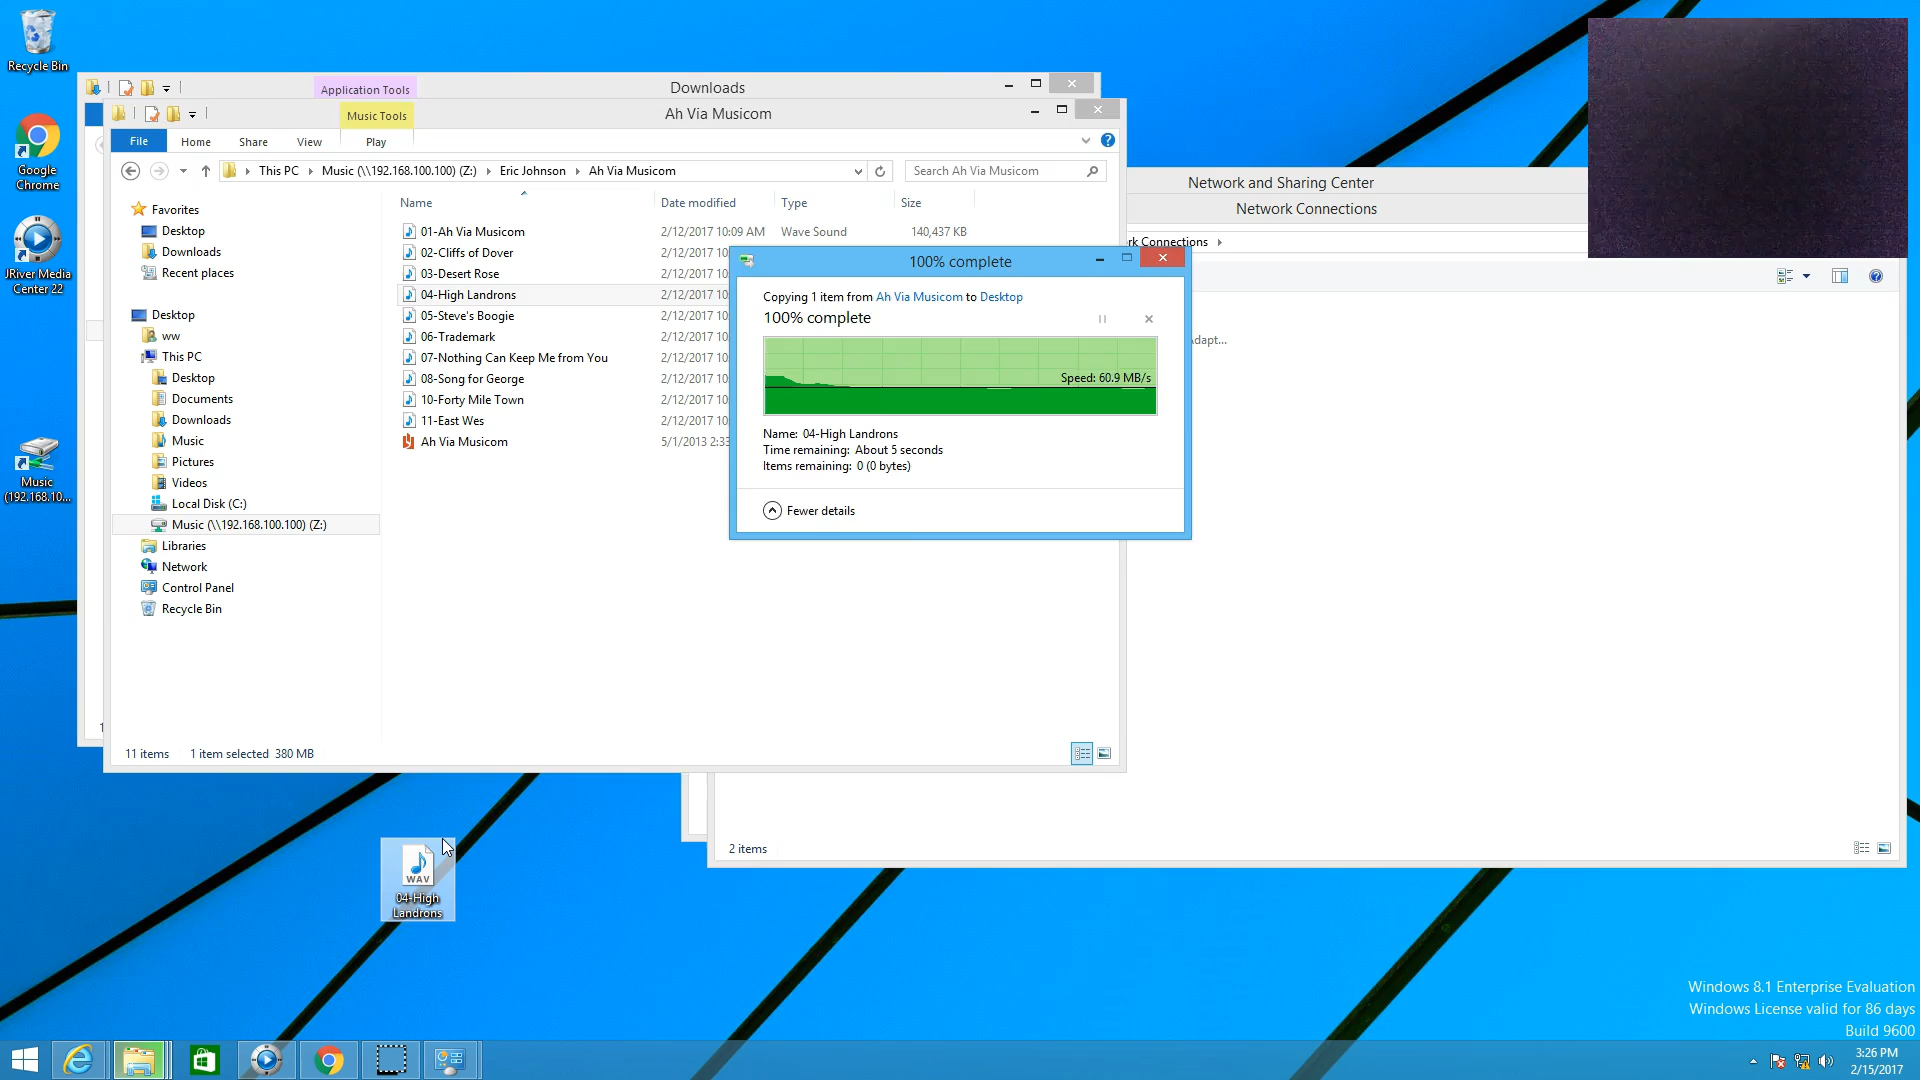 Recycle Bin
Google
Chrome
JRiver Media
Center 22
Music
(192.168.10...
Application Tools
Downloads
Music Tools
Ah Via Musicom
File
Home
Share
View
Play
This PC
Music (\\192.168.100.100) (Z:)
Eric Johnson
Ah Via Musicom
Search Ah Via Musicom
Favorites
Desktop
Downloads
Recent places
Desktop
ww
This PC
Desktop
Documents
Downloads
Music
Pictures
Videos
Local Disk (C:)
Music (\\192.168.100.100) (Z:)
Libraries
Network
Control Panel
Recycle Bin
Name Date modified Type Size
01-Ah Via Musicom 2/12/2017 10:09 AM Wave Sound 140,437 KB
02-Cliffs of Dover 2/12/2017 10:
03-Desert Rose 2/12/2017 10:
04-High Landrons 2/12/2017 10:
05-Steve's Boogie 2/12/2017 10:
06-Trademark 2/12/2017 10:
07-Nothing Can Keep Me from You 2/12/2017 10:
08-Song for George 2/12/2017 10:
10-Forty Mile Town 2/12/2017 10:
11-East Wes 2/12/2017 10:
Ah Via Musicom 5/1/2013 2:33
11 items 1 item selected 380 MB
100% complete
Copying 1 item from Ah Via Musicom to Desktop
100% complete
Speed: 60.9 MB/s
Name: 04-High Landrons
Time remaining: About 5 seconds
Items remaining: 0 (0 bytes)
Fewer details
Network and Sharing Center
Network Connections
rk Connections
dapt...
2 items
WAV
04-High
Landrons
Windows 8.1 Enterprise Evaluation
Windows License valid for 86 days
Build 9600
3:26 PM
2/15/2017